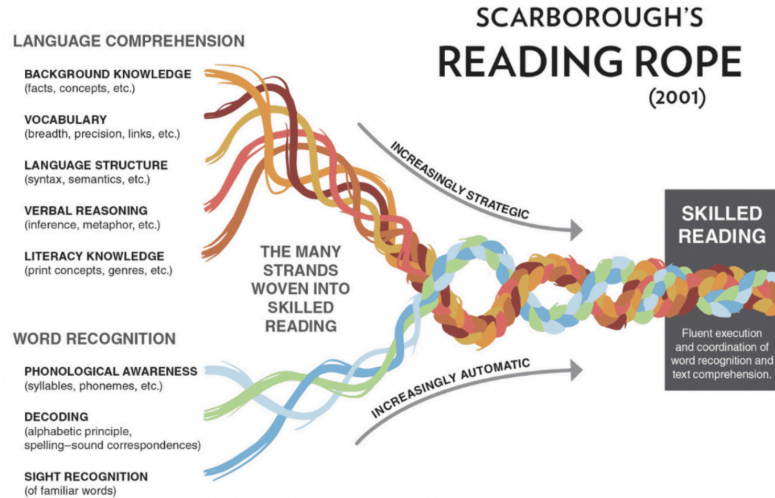 SCARBOROUGH'S
READING ROPE
(2001)
LANGUAGE COMPREHENSION
BACKGROUND KNOWLEDGE
(facts, concepts, etc.)
VOCABULARY
(breadth, precision, links, etc.)
LANGUAGE STRUCTURE
(syntax, semantics, etc.)
VERBAL REASONING
(inference, metaphor, etc.)
LITERACY KNOWLEDGE
(print concepts, genres, etc.)
WORD RECOGNITION
PHONOLOGICAL AWARENESS
(syllables, phonemes, etc.)
DECODING
(alphabetic principle,
spelling–sound correspondences)
SIGHT RECOGNITION
(of familiar words)
THE MANY
STRANDS
WOVEN INTO
SKILLED
READING
INCREASINGLY STRATEGIC
INCREASINGLY AUTOMATIC
SKILLED
READING
Fluent execution
and coordination of
word recognition and
text comprehension.